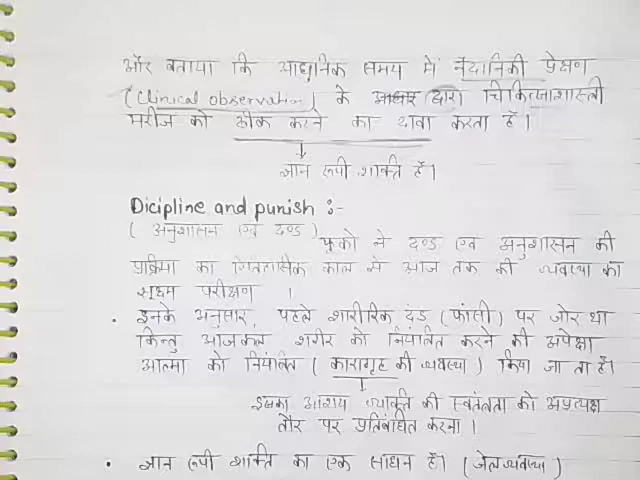 और बताया कि आधुनिक समय में नैदानिकी प्रेक्षण
(Clinical observation) के द्वारा चिकित्साशास्त्री
मरीज को ठीक करने का दावा करता है।
↓
ज्ञान रूपी शक्ति है।
Dicipline and punish :-
(अनुशासन एवं दण्ड) फूको ने दण्ड एवं अनुशासन की
प्रक्रिया का ऐतिहासिक काल से आज तक की व्यवस्था का
सूक्ष्म परीक्षण ।
• इनके अनुसार, पहले शारीरिक दंड (फांसी) पर जोर था
किन्तु आजकल शरीर को नियंत्रित करने की अपेक्षा
आत्मा को नियंत्रित (कारागृह की व्यवस्था) किया जाता है।
↓
इसका आशय व्यक्ति की स्वतंत्रता को अप्रत्यक्ष
तौर पर प्रतिबंधित करना।
• ज्ञान रूपी शक्ति का एक साधन है। (जेल व्यवस्था)